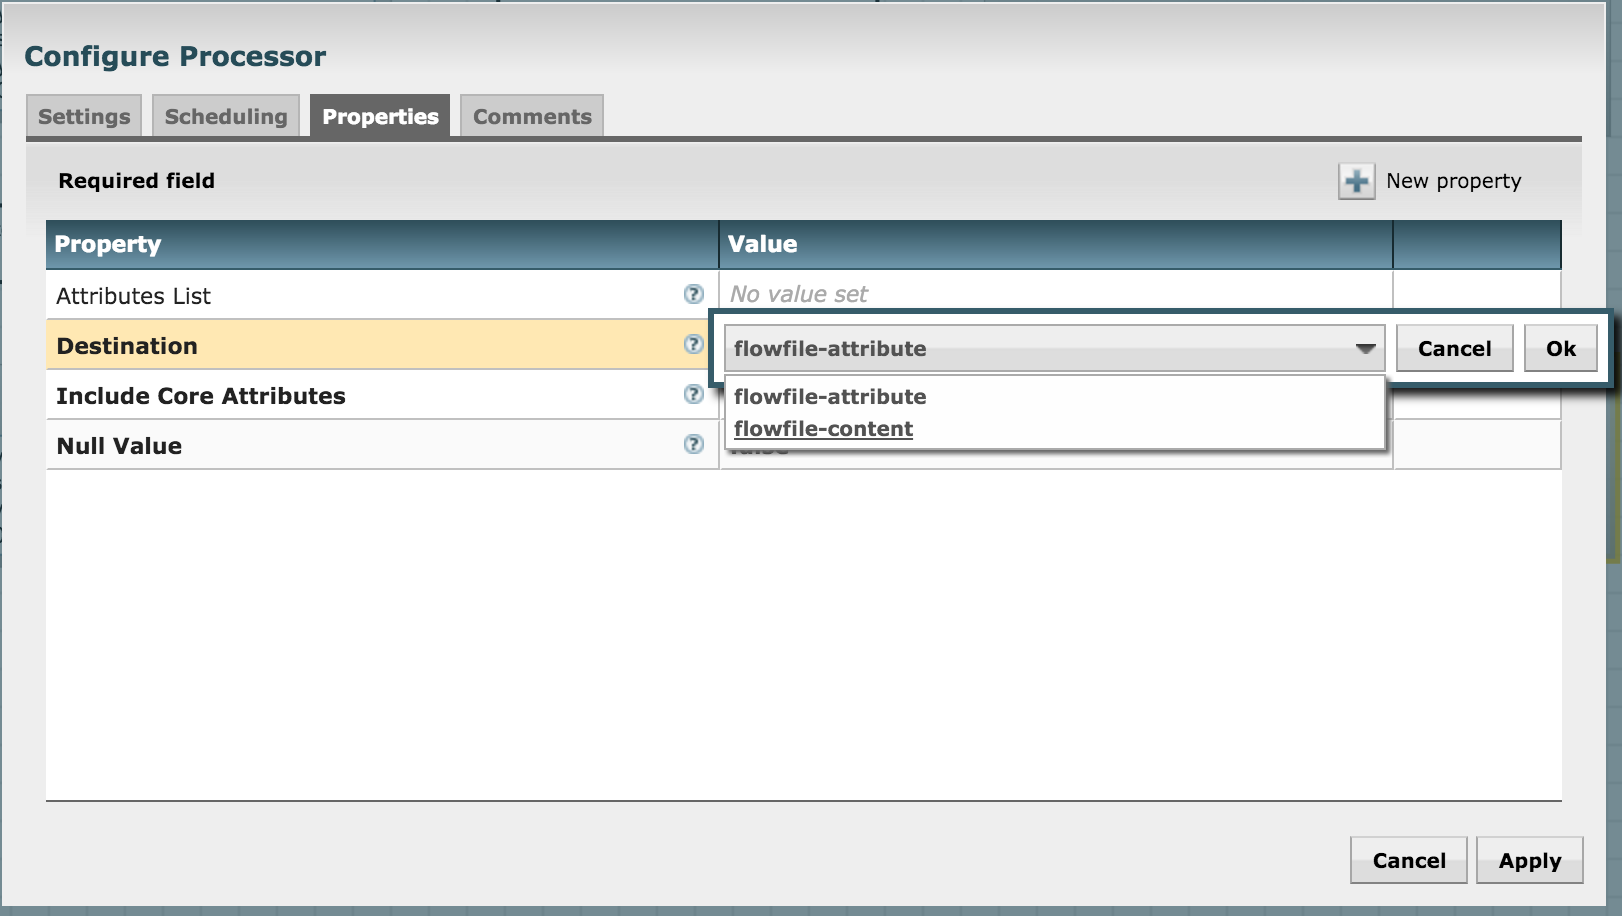 Configure Processor
Settings Scheduling Properties Comments
Required field New property
Property Value
Attributes List ? No value set
Destination ? flowfile-attribute Cancel Ok
Include Core Attributes ? flowfile-attribute
flowfile-content
Null Value ?
Cancel Apply